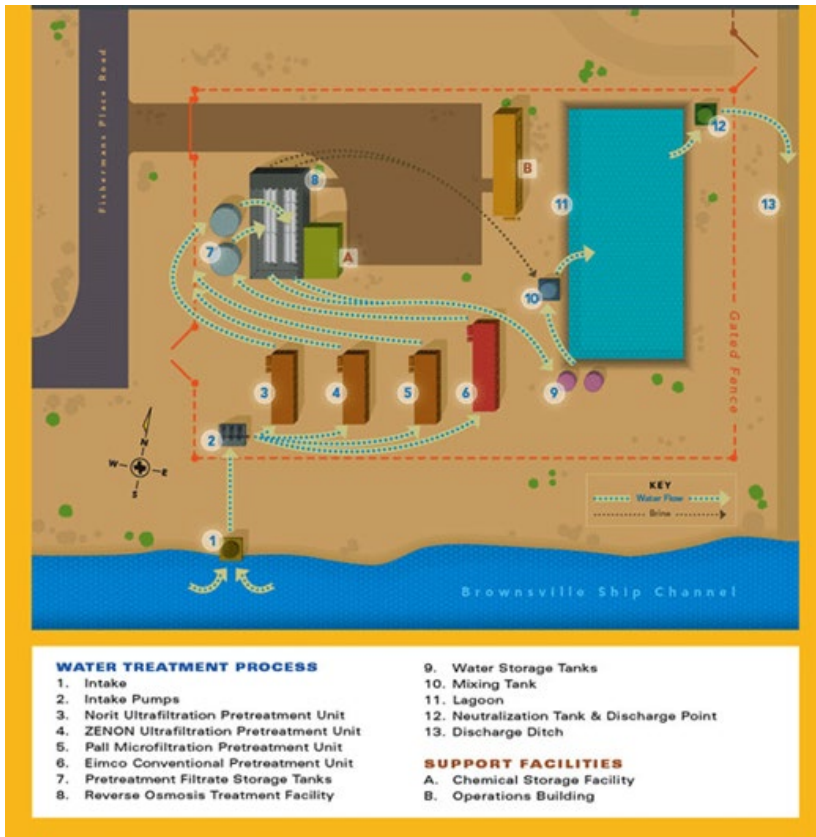 Fishermans Place Road
12
8
B
13
11
7
A
10
Gated Fence
3
4
5
6
9
2
N
W
E
S
KEY
Water Flow
Brine
1
Brownsville Ship Channel
WATER TREATMENT PROCESS
1. Intake
2. Intake Pumps
3. Norit Ultrafiltration Pretreatment Unit
4. ZENON Ultrafiltration Pretreatment Unit
5. Pall Microfiltration Pretreatment Unit
6. Eimco Conventional Pretreatment Unit
7. Pretreatment Filtrate Storage Tanks
8. Reverse Osmosis Treatment Facility
9. Water Storage Tanks
10. Mixing Tank
11. Lagoon
12. Neutralization Tank & Discharge Point
13. Discharge Ditch
SUPPORT FACILITIES
A. Chemical Storage Facility
B. Operations Building